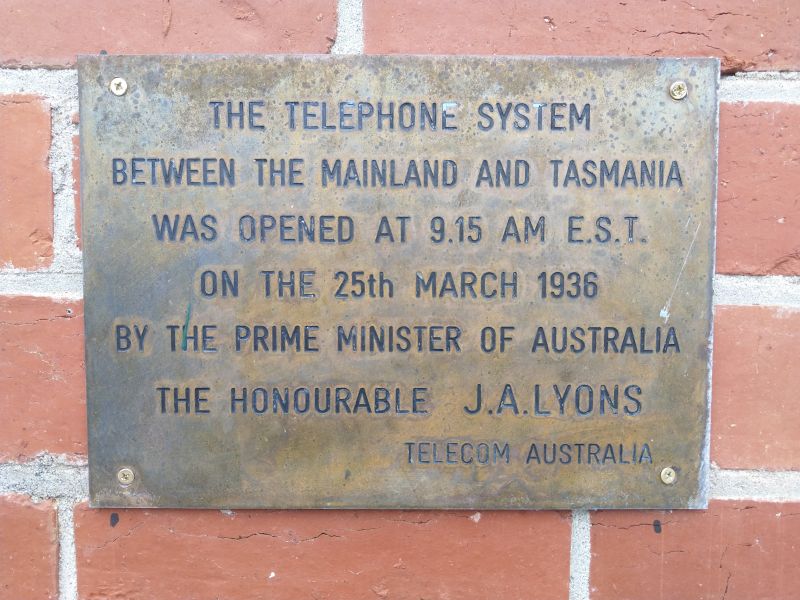 THE TELEPHONE SYSTEM
BETWEEN THE MAINLAND AND TASMANIA
WAS OPENED AT 9.15 AM E.S.T.
ON THE 25th MARCH 1936
BY THE PRIME MINISTER OF AUSTRALIA
THE HONOURABLE J.A.LYONS
TELECOM AUSTRALIA